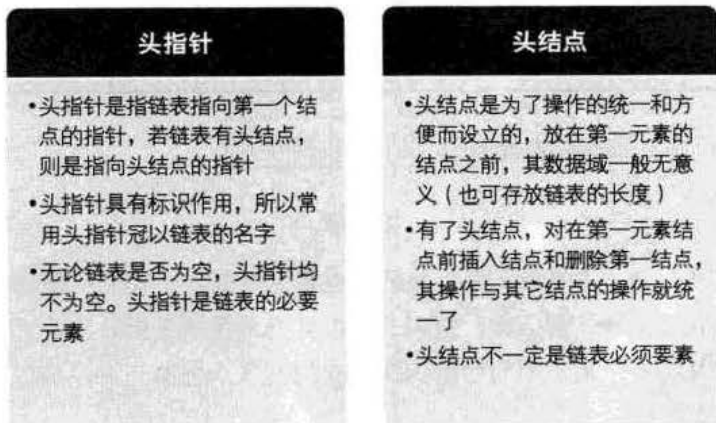 头指针
•头指针是指链表指向第一个结
点的指针，若链表有头结点，
则是指向头结点的指针
•头指针具有标识作用，所以常
用头指针冠以链表的名字
•无论链表是否为空，头指针均
不为空。头指针是链表的必要
元素
头结点
•头结点是为了操作的统一和方
便而设立的，放在第一元素的
结点之前，其数据域一般无意
义（也可存放链表的长度）
•有了头结点，对在第一元素结
点前插入结点和删除第一结点，
其操作与其它结点的操作就统
一了
•头结点不一定是链表必须要素